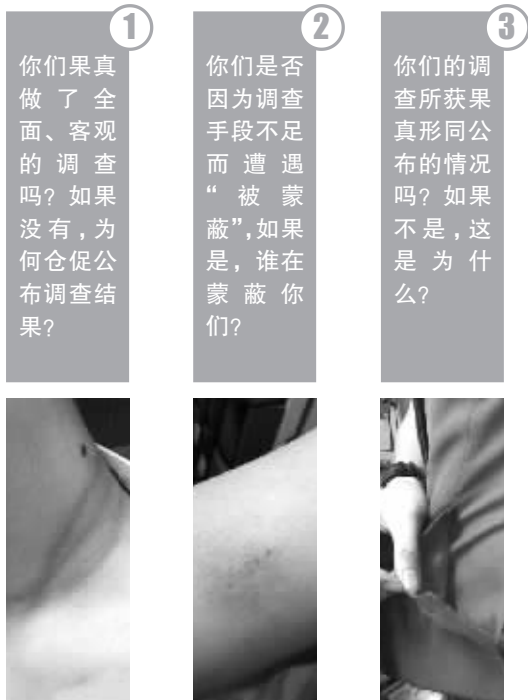 1
你们果真
做了全
面、客观
的调查
吗？如果
没有，为
何仓促公
布调查结
果？
2
你们是否
因为调查
手段不足
而遭遇
“被蒙
蔽”，如果
是，谁在
蒙蔽你
们？
3
你们的调
查所获果
真形同公
布的情况
吗？如果
不是，这
是为什
么？